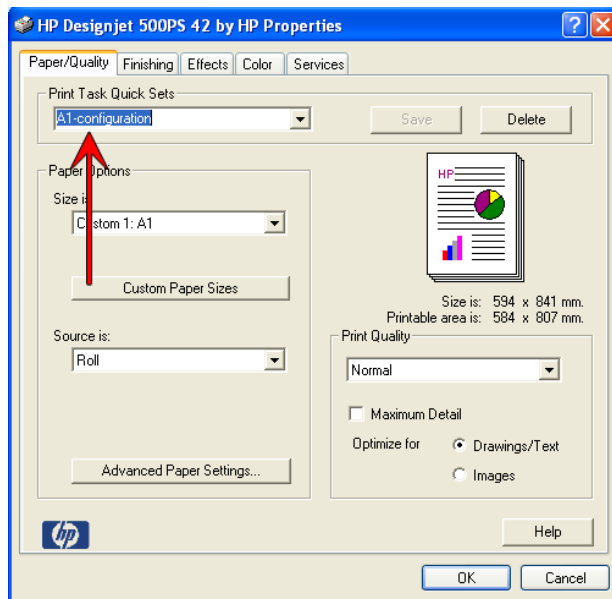 HP Designjet 500PS 42 by HP Properties
Paper/Quality Finishing Effects Color Services
Print Task Quick Sets
A1-configuration
Save
Delete
Paper Options
Size is:
Custom 1: A1
Custom Paper Sizes
Source is:
Roll
Advanced Paper Settings...
HP
Size is: 594 x 841 mm.
Printable area is: 584 x 807 mm.
Print Quality
Normal
Maximum Detail
Optimize for
Drawings/Text
Images
hp
Help
OK
Cancel